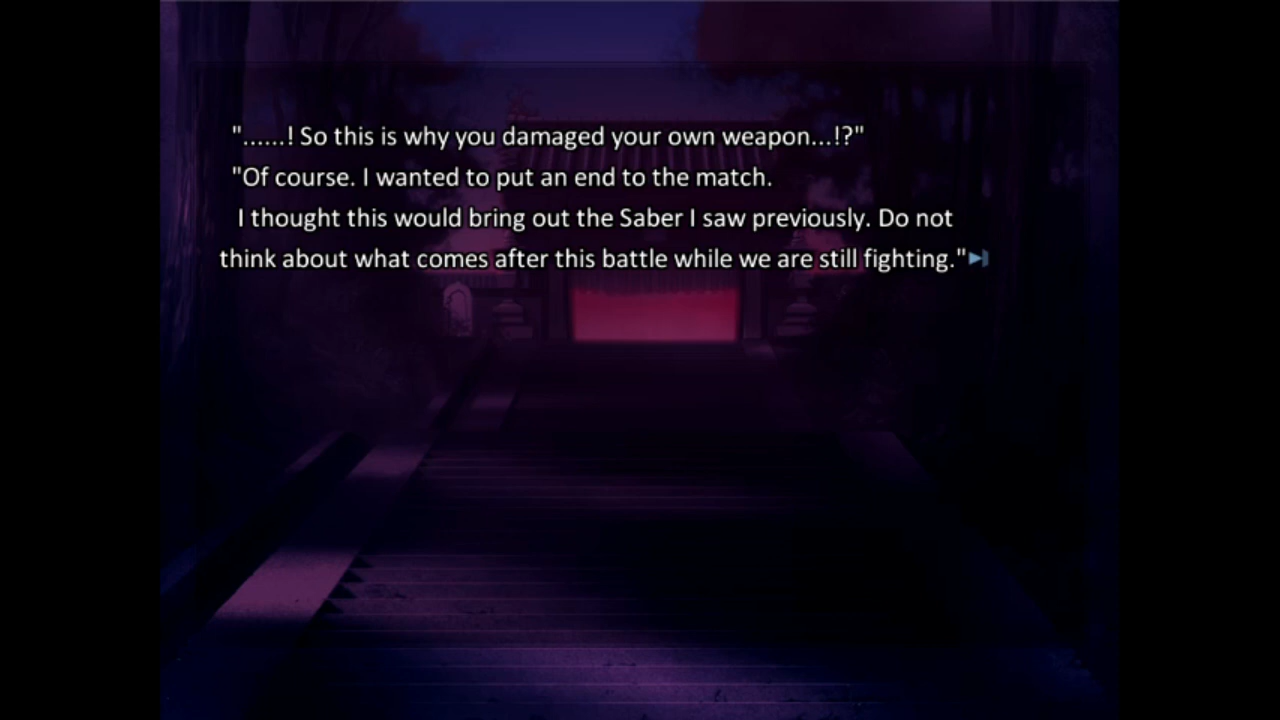 "......! So this is why you damaged your own weapon...!?"
"Of course. I wanted to put an end to the match.
I thought this would bring out the Saber I saw previously. Do not
think about what comes after this battle while we are still fighting."